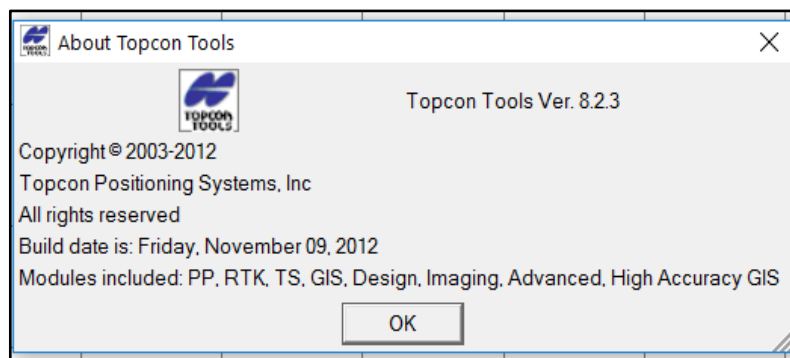 About Topcon Tools
TOPCON
TOOLS
Topcon Tools Ver. 8.2.3
Copyright © 2003-2012
Topcon Positioning Systems, Inc
All rights reserved
Build date is: Friday, November 09, 2012
Modules included: PP, RTK, TS, GIS, Design, Imaging, Advanced, High Accuracy GIS
OK